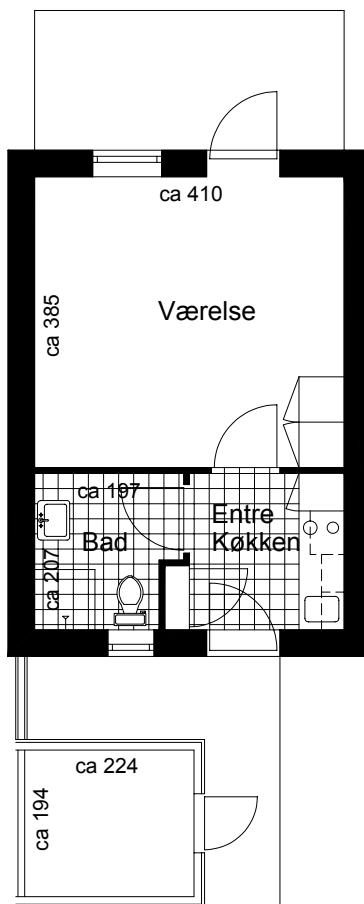 ca 410
ca 385
Værelse
ca 197
Entre
Køkken
Bad
ca 207
ca 224
ca 194